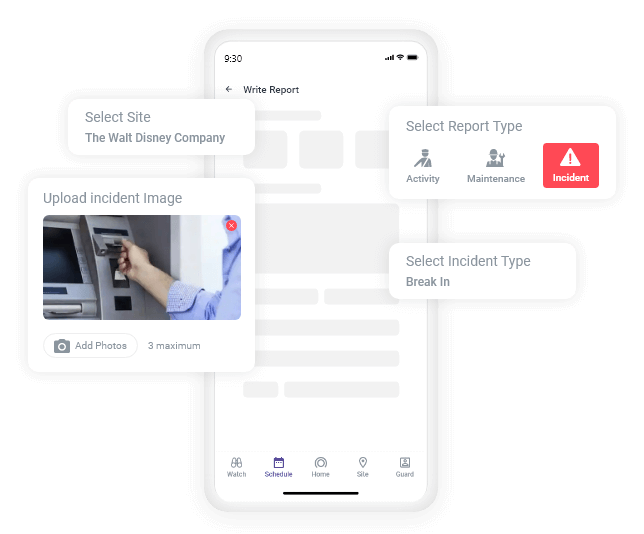 9:30
Write Report
Select Site
The Walt Disney Company
Select Report Type
Activity
Maintenance
Incident
Upload incident Image
Add Photos
3 maximum
Select Incident Type
Break In
Watch
Schedule
Home
Site
Guard